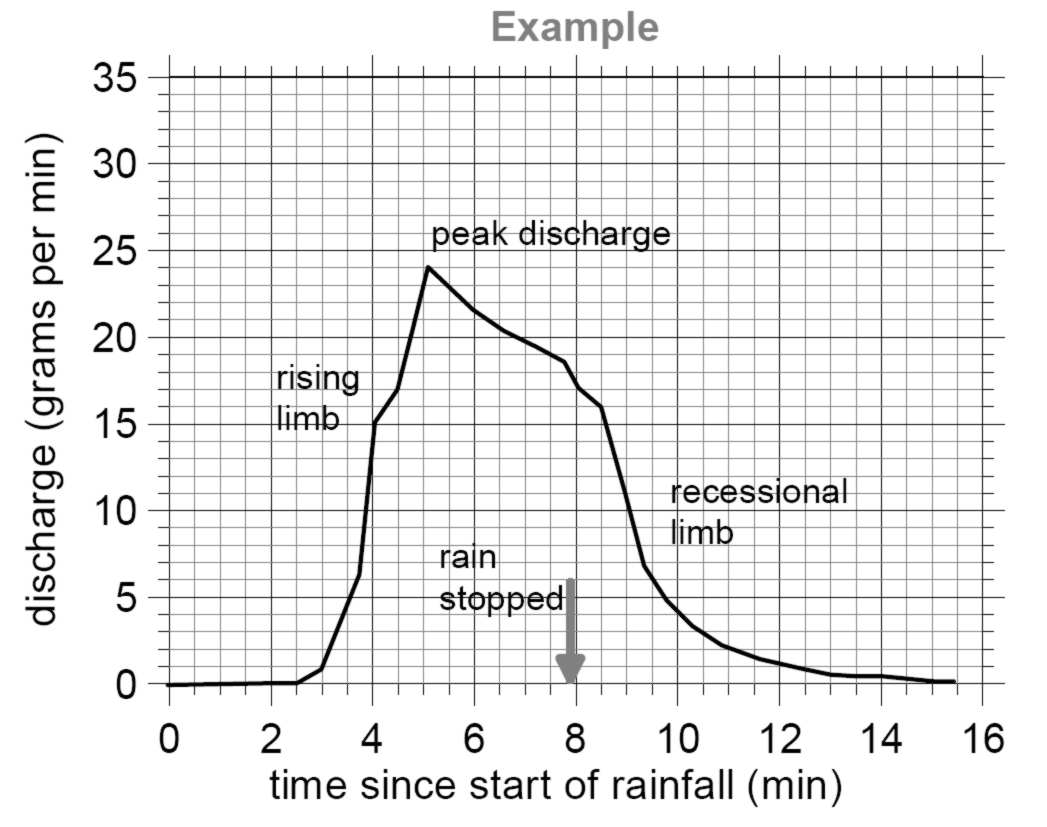 Example
discharge (grams per min)
35
30
25
20
15
10
5
0
peak discharge
rising
limb
recessional
limb
rain
stopped
0 2 4 6 8 10 12 14 16
time since start of rainfall (min)